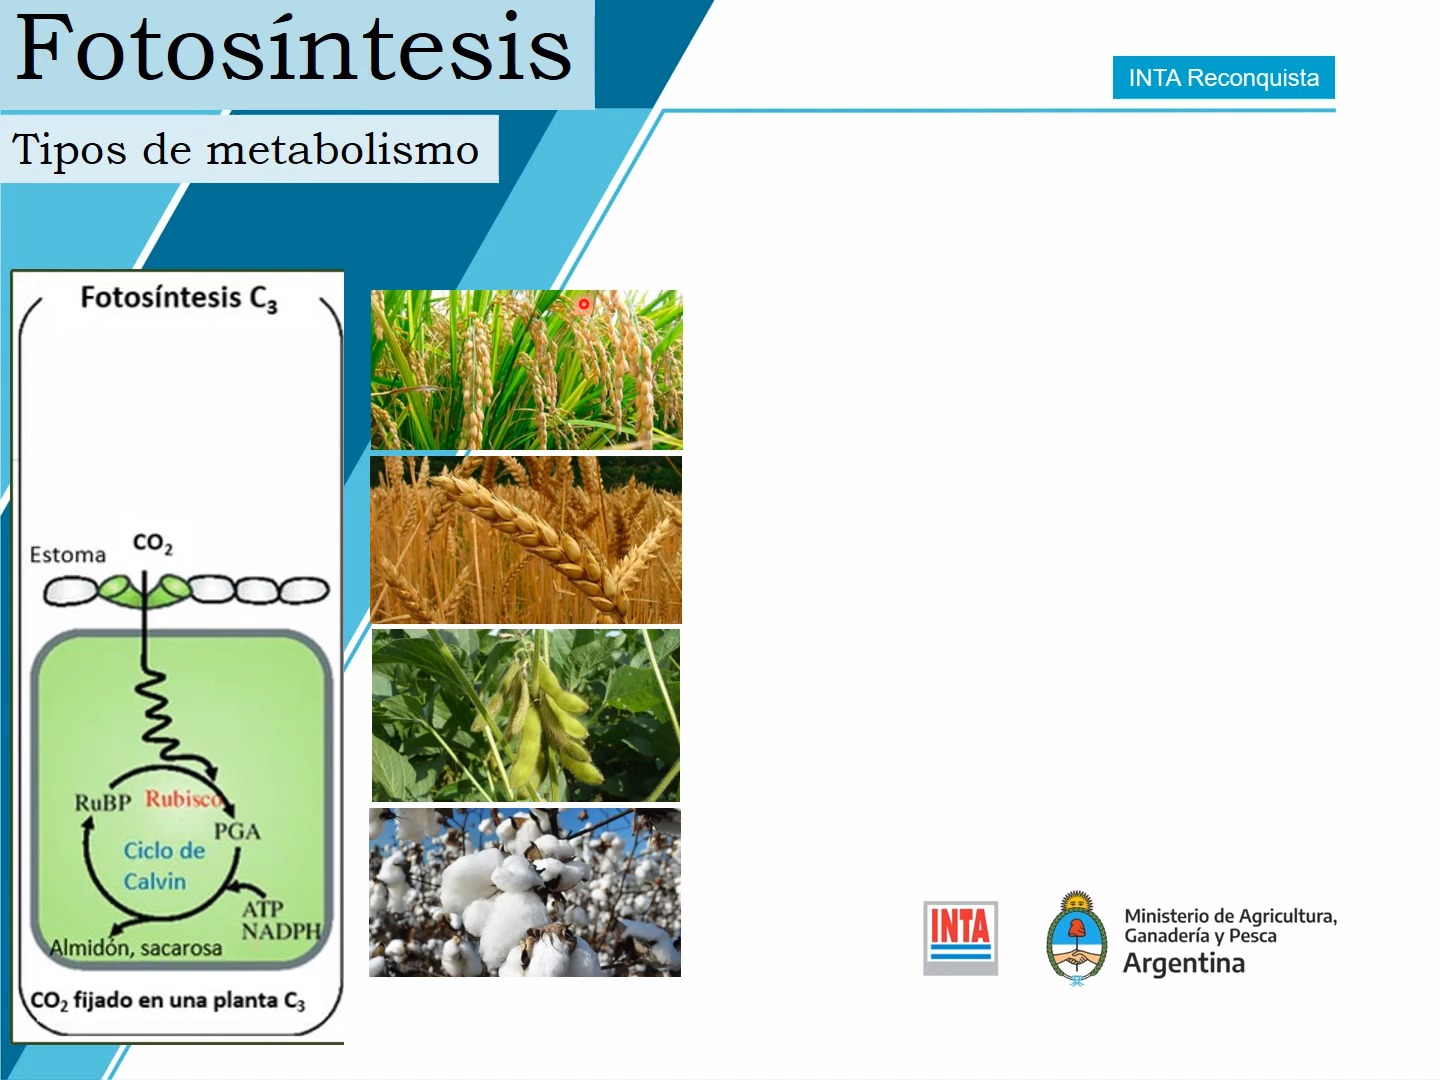 Fotosíntesis
INTA Reconquista
Tipos de metabolismo
Fotosíntesis C₃
CO₂
Estoma
RuBP Rubisco
PGA
Ciclo de
Calvin
ATP
NADPH
Almidón, sacarosa
CO₂ fijado en una planta C₃
INTA
Ministerio de Agricultura,
Ganadería y Pesca
Argentina